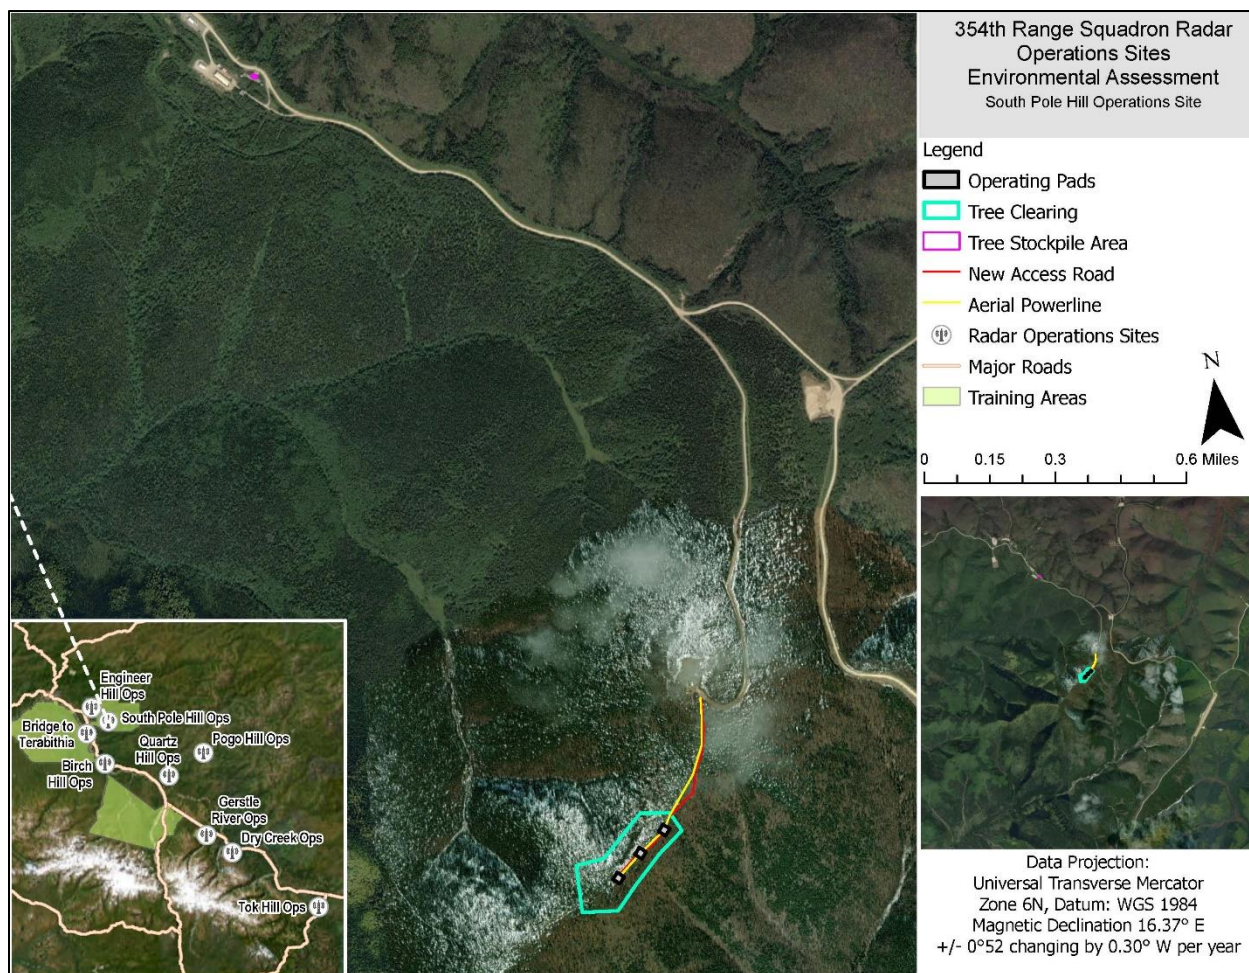 354th Range Squadron Radar
Operations Sites
Environmental Assessment
South Pole Hill Operations Site
Legend
Operating Pads
Tree Clearing
Tree Stockpile Area
New Access Road
Aerial Powerline
Radar Operations Sites
Major Roads
Training Areas
N
0 0.15 0.3 0.6 Miles
Engineer
Hill Ops
South Pole Hill Ops
Bridge to
Terabithia
Birch
Hill Ops
Quartz
Hill Ops
Pogo Hill Ops
Gerstle
River Ops
Dry Creek Ops
Tok Hill Ops
Data Projection:
Universal Transverse Mercator
Zone 6N, Datum: WGS 1984
Magnetic Declination 16.37° E
+/- 0°52 changing by 0.30° W per year